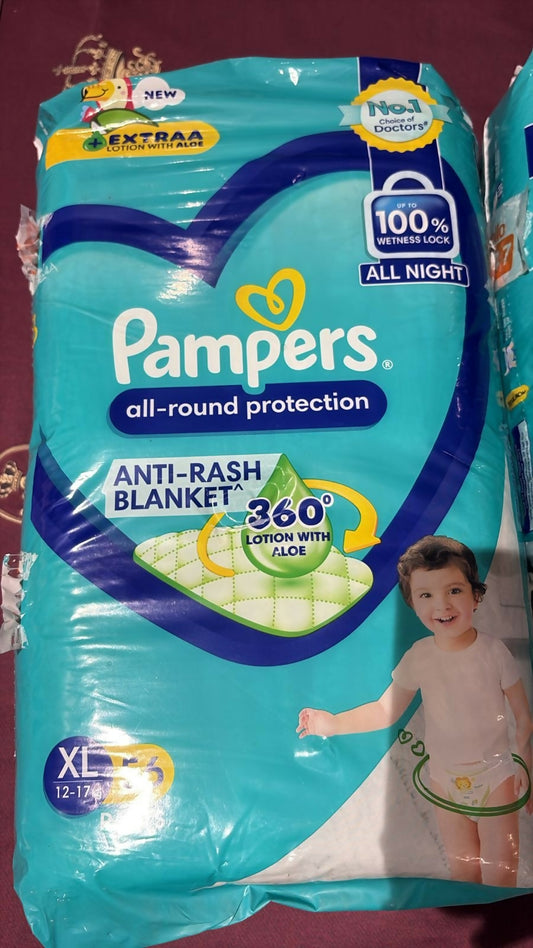 NEW
+EXTRAA
LOTION WITH ALOE
No.1
Choice of
Doctors#
UP TO
100%
WETNESS LOCK
ALL NIGHT
Pampers®
all-round protection
ANTI-RASH
BLANKET^
360°
LOTION WITH
ALOE
XL
56
12-17